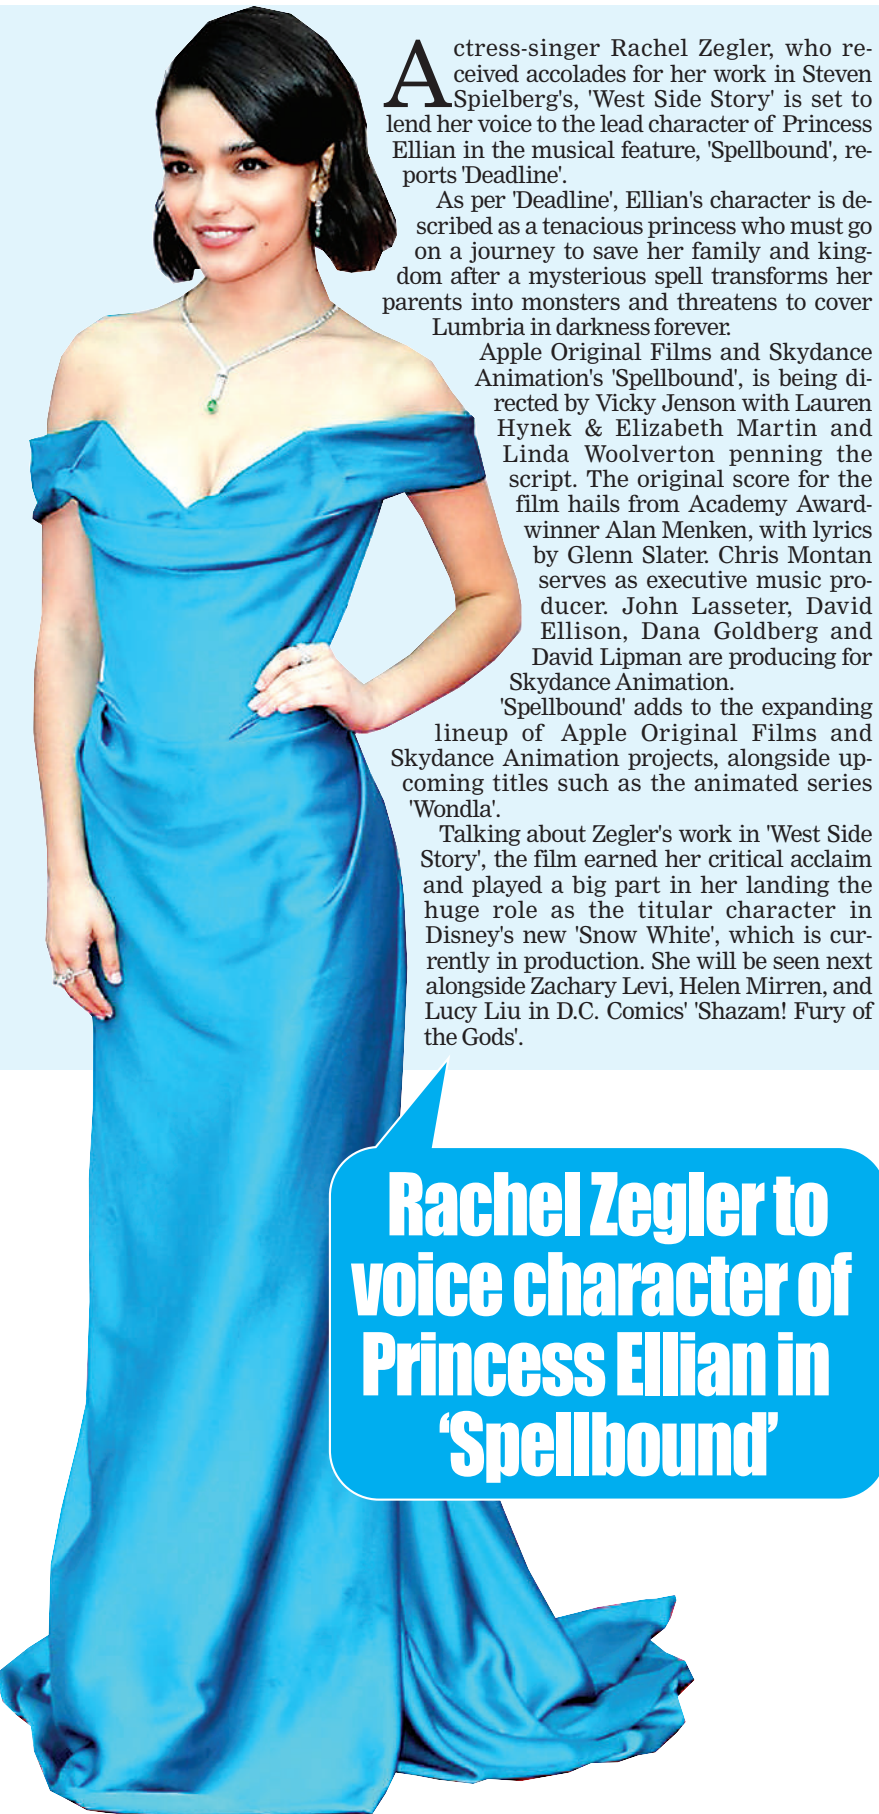 Actress-singer Rachel Zegler, who re-
ceived accolades for her work in Steven
Spielberg's, 'West Side Story' is set to
lend her voice to the lead character of Princess
Ellian in the musical feature, 'Spellbound', re-
ports 'Deadline'.
As per 'Deadline', Ellian's character is de-
scribed as a tenacious princess who must go
on a journey to save her family and king-
dom after a mysterious spell transforms her
parents into monsters and threatens to cover
Lumbria in darkness forever.
Apple Original Films and Skydance
Animation's 'Spellbound', is being di-
rected by Vicky Jenson with Lauren
Hynek & Elizabeth Martin and
Linda Woolverton penning the
script. The original score for the
film hails from Academy Award-
winner Alan Menken, with lyrics
by Glenn Slater. Chris Montan
serves as executive music pro-
ducer. John Lasseter, David
Ellison, Dana Goldberg and
David Lipman are producing for
Skydance Animation.
'Spellbound' adds to the expanding
lineup of Apple Original Films and
Skydance Animation projects, alongside up-
coming titles such as the animated series
'Wondla'.
Talking about Zegler's work in 'West Side
Story', the film earned her critical acclaim
and played a big part in her landing the
huge role as the titular character in
Disney's new 'Snow White', which is cur-
rently in production. She will be seen next
alongside Zachary Levi, Helen Mirren, and
Lucy Liu in D.C. Comics' 'Shazam! Fury of
the Gods'.
Rachel Zegler to
voice character of
Princess Ellian in
‘Spellbound’